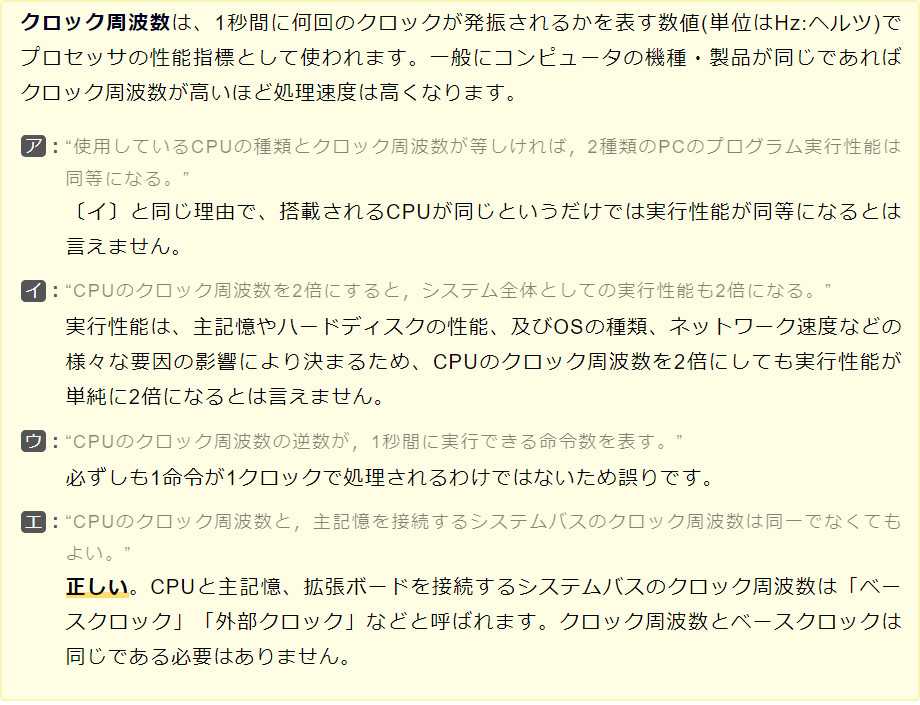 クロック周波数は、1秒間に何回のクロックが発振されるかを表す数値(単位はHz:ヘルツ)で
プロセッサの性能指標として使われます。一般にコンピュータの機種・製品が同じであれば
クロック周波数が高いほど処理速度は高くなります。
ア：“使用しているCPUの種類とクロック周波数が等しければ，2種類のPCのプログラム実行性能は
同等になる。”
〔イ〕と同じ理由で、搭載されるCPUが同じというだけでは実行性能が同等になるとは
言えません。
イ：“CPUのクロック周波数を2倍にすると，システム全体としての実行性能も2倍になる。”
実行性能は、主記憶やハードディスクの性能、及びOSの種類、ネットワーク速度などの
様々な要因の影響により決まるため、CPUのクロック周波数を2倍にしても実行性能が
単純に2倍になるとは言えません。
ウ：“CPUのクロック周波数の逆数が，1秒間に実行できる命令数を表す。”
必ずしも1命令が1クロックで処理されるわけではないため誤りです。
エ：“CPUのクロック周波数と，主記憶を接続するシステムバスのクロック周波数は同一でなくても
よい。”
正しい。CPUと主記憶、拡張ボードを接続するシステムバスのクロック周波数は「ベー
スクロック」「外部クロック」などと呼ばれます。クロック周波数とベースクロックは
同じである必要はありません。